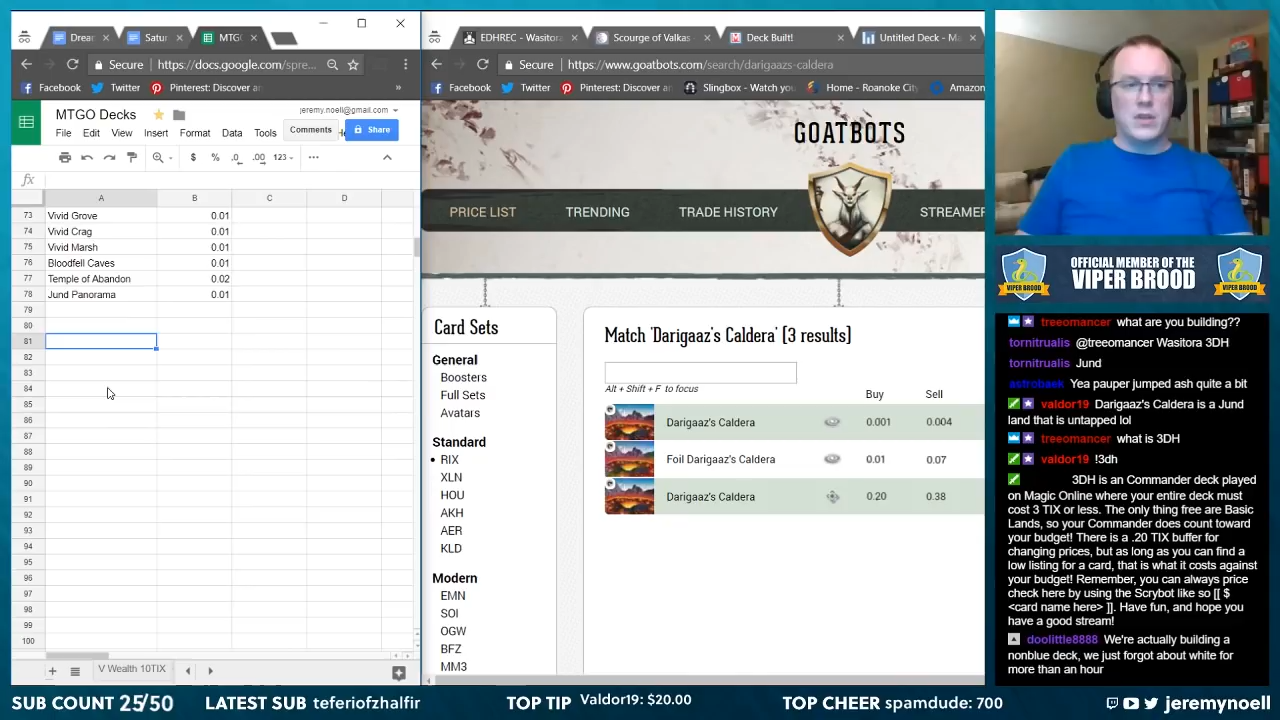 Drea
Satur
MTGO
EDHREC - Wasitora
Scourge of Valkas
Deck Built!
Untitled Deck - M
Secure
https://docs.google.com/spre...
Secure
https://www.goatbots.com/search/darigaazs-caldera
Facebook
Twitter
Pinterest: Discover an
»
Facebook
Twitter
Pinterest: Discover an
Slingbox - Watch you
Home - Roanoke City
Amazon
MTGO Decks
jeremy.noell@gmail.com
File
Edit
View
Insert
Format
Data
Tools
Comments
Share
$
%
.0
.00
123
fx
A
B
C
D
73 Vivid Grove 0.01
74 Vivid Crag 0.01
75 Vivid Marsh 0.01
76 Bloodfell Caves 0.01
77 Temple of Abandon 0.02
78 Jund Panorama 0.01
79
80
81
82
83
84
85
86
87
88
89
90
91
92
93
94
95
96
97
98
99
100
V Wealth 10TIX
GOATBOTS
PRICE LIST
TRENDING
TRADE HISTORY
STREAMER
Card Sets
General
Boosters
Full Sets
Avatars
Standard
RIX
XLN
HOU
AKH
AER
KLD
Modern
EMN
SOI
OGW
BFZ
MM3
Match 'Darigaaz's Caldera' (3 results)
Alt + Shift + F to focus
Buy Sell
Darigaaz's Caldera 0.001 0.004
Foil Darigaaz's Caldera 0.01 0.07
Darigaaz's Caldera 0.20 0.38
OFFICIAL MEMBER OF THE
VIPER BROOD
VIPER BROOD
VIPER BROOD
treeomancer what are you building??
tornitrualis @treeomancer Wasitora 3DH
tornitrualis Jund
astrohaek Yea pauper jumped ash quite a bit
valdor19: Darigaaz's Caldera is a Jund
land that is untapped lol
treeomancer what is 3DH
valdor19: !3dh
3DH is an Commander deck played
on Magic Online where your entire deck must
cost 3 TIX or less. The only thing free are Basic
Lands, so your Commander does count toward
your budget! There is a .20 TIX buffer for
changing prices, but as long as you can find a
low listing for a card, that is what it costs against
your budget! Remember, you can always price
check here by using the Scrybot like so [[ $
<card name here> ]]. Have fun, and hope you
have a good stream!
doolittle8888 We're actually building a
nonblue deck, we just forgot about white for
more than an hour
SUB COUNT 25/50
LATEST SUB teferiofzhalfir
TOP TIP Valdor19: $20.00
TOP CHEER spamdude: 700
jeremynoell